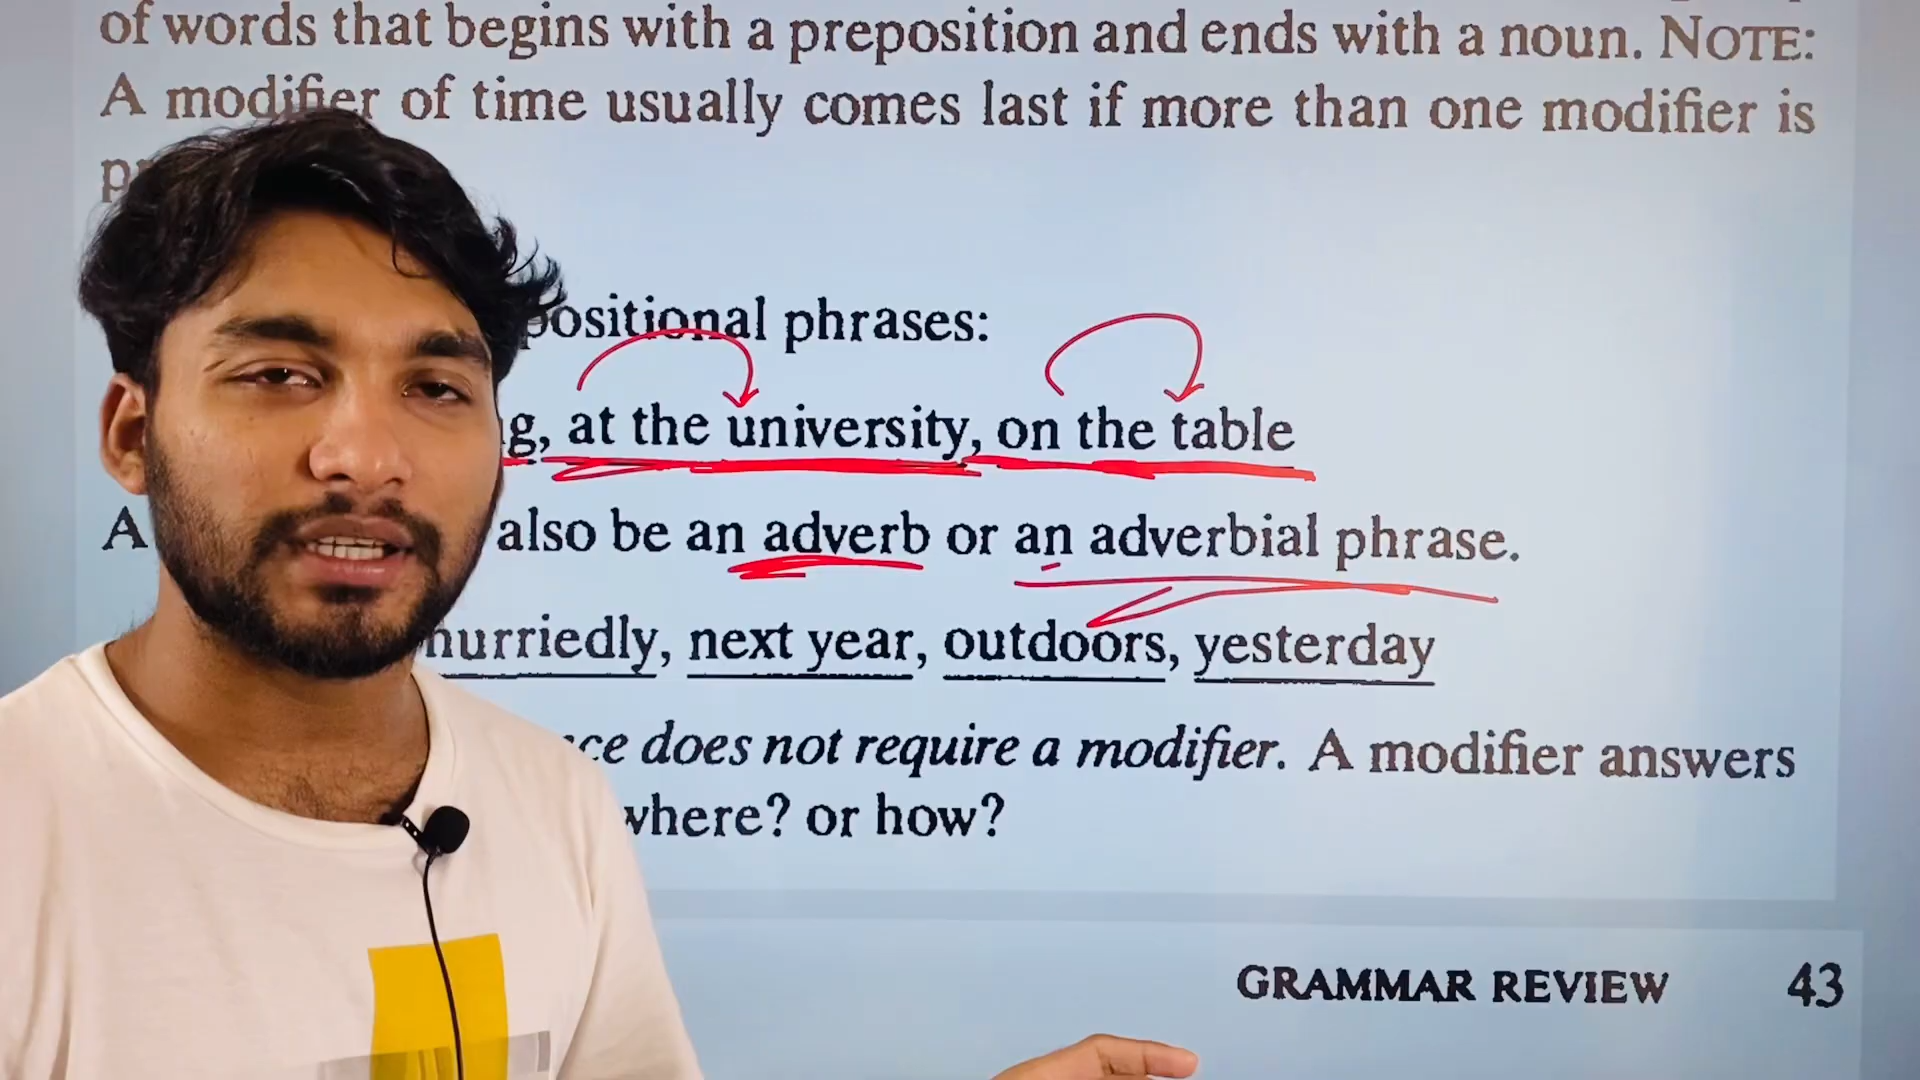 of words that begins with a preposition and ends with a noun. NOTE:
A modifier of time usually comes last if more than one modifier is
positional phrases:
g, at the university, on the table
A also be an adverb or an adverbial phrase.
hurriedly, next year, outdoors, yesterday
ce does not require a modifier. A modifier answers
where? or how?
GRAMMAR REVIEW 43